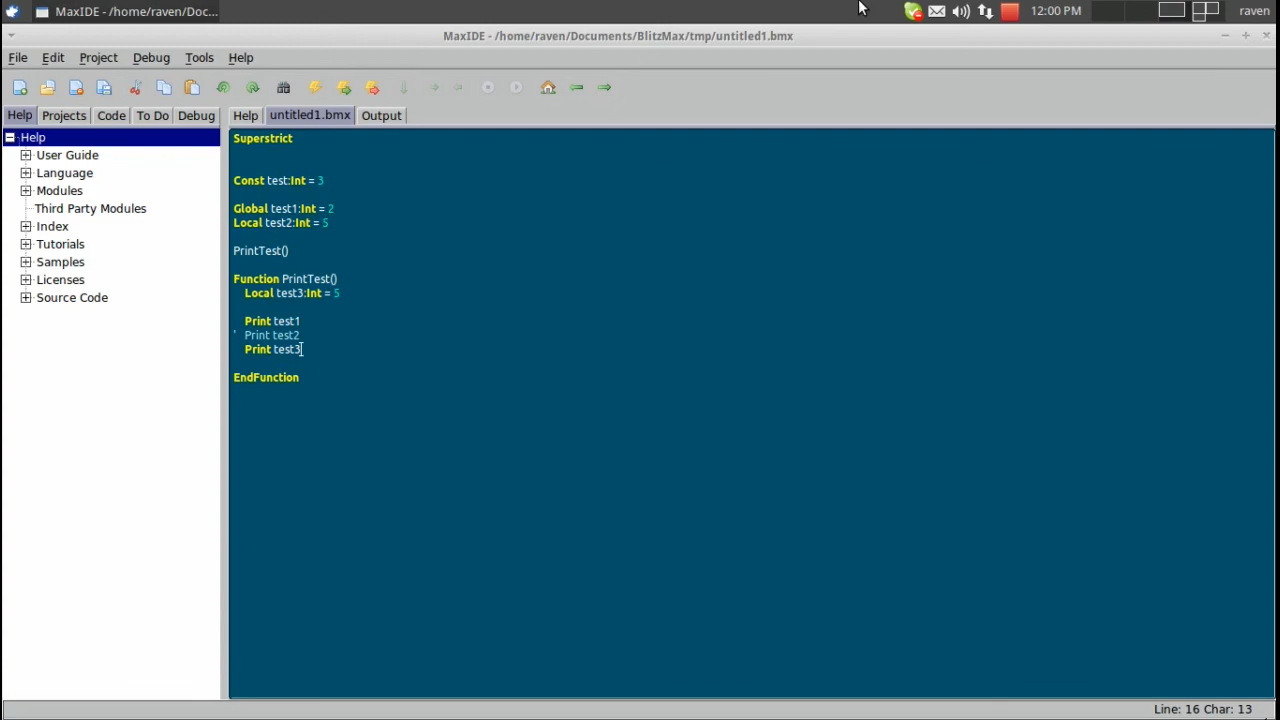 MaxIDE - /home/raven/Doc...
12:00 PM
raven
MaxIDE - /home/raven/Documents/BlitzMax/tmp/untitled1.bmx
File Edit Project Debug Tools Help
Help Projects Code To Do Debug
Help untitled1.bmx Output
Help
User Guide
Language
Modules
Third Party Modules
Index
Tutorials
Samples
Licenses
Source Code
Superstrict
Const test:Int = 3
Global test1:Int = 2
Local test2:Int = 5
PrintTest()
Function PrintTest()
Local test3:Int = 5
Print test1
' Print test2
Print test3
EndFunction
Line: 16 Char: 13